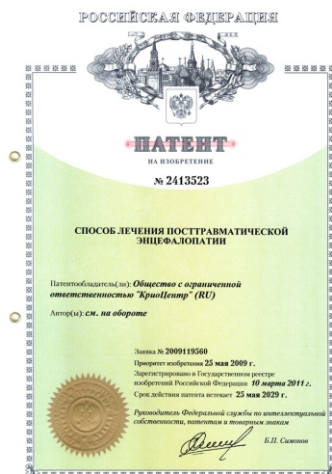 РОССИЙСКАЯ ФЕДЕРАЦИЯ
ПАТЕНТ
НА ИЗОБРЕТЕНИЕ
№ 2413523
СПОСОБ ЛЕЧЕНИЯ ПОСТТРАВМАТИЧЕСКОЙ
ЭНЦЕФАЛОПАТИИ
Патентообладатель(ли): Общество с ограниченной
ответственностью "КриоЦентр" (RU)
Автор(ы): см. на обороте
Заявка № 2009119560
Приоритет изобретения 25 мая 2009 г.
Зарегистрировано в Государственном реестре
изобретений Российской Федерации 10 марта 2011 г.
Срок действия патента истекает 25 мая 2029 г.
Руководитель Федеральной службы по интеллектуальной
собственности, патентам и товарным знакам
Б.П. Симонов